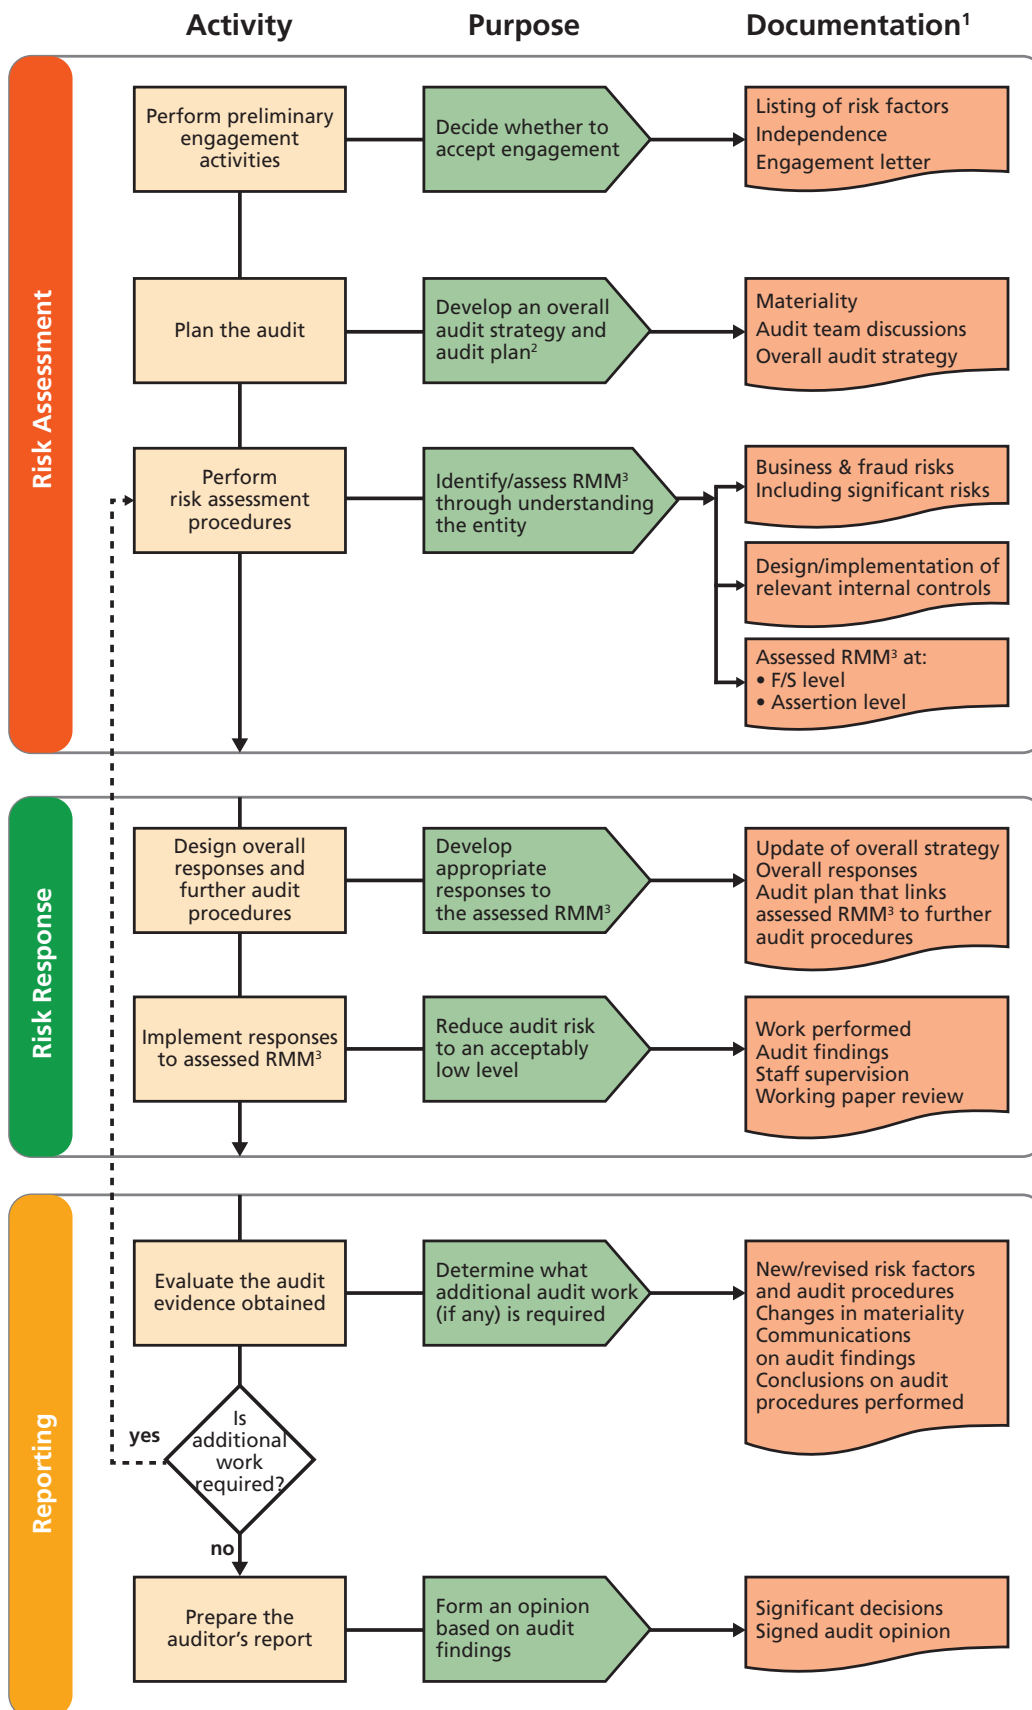 Activity
Purpose
Documentation¹
Risk Assessment
Perform preliminary
engagement
activities
Decide whether to
accept engagement
Listing of risk factors
Independence
Engagement letter
Plan the audit
Develop an overall
audit strategy and
audit plan²
Materiality
Audit team discussions
Overall audit strategy
Perform
risk assessment
procedures
Identify/assess RMM³
through understanding
the entity
Business & fraud risks
Including significant risks
Design/implementation of
relevant internal controls
Assessed RMM³ at:
• F/S level
• Assertion level
Risk Response
Design overall
responses and
further audit
procedures
Develop
appropriate
responses to
the assessed RMM³
Update of overall strategy
Overall responses
Audit plan that links
assessed RMM³ to further
audit procedures
Implement responses
to assessed RMM³
Reduce audit risk
to an acceptably
low level
Work performed
Audit findings
Staff supervision
Working paper review
Reporting
Evaluate the audit
evidence obtained
Determine what
additional audit work
(if any) is required
New/revised risk factors
and audit procedures
Changes in materiality
Communications
on audit findings
Conclusions on audit
procedures performed
Is
additional
work
required?
yes
no
Prepare the
auditor’s report
Form an opinion
based on audit
findings
Significant decisions
Signed audit opinion